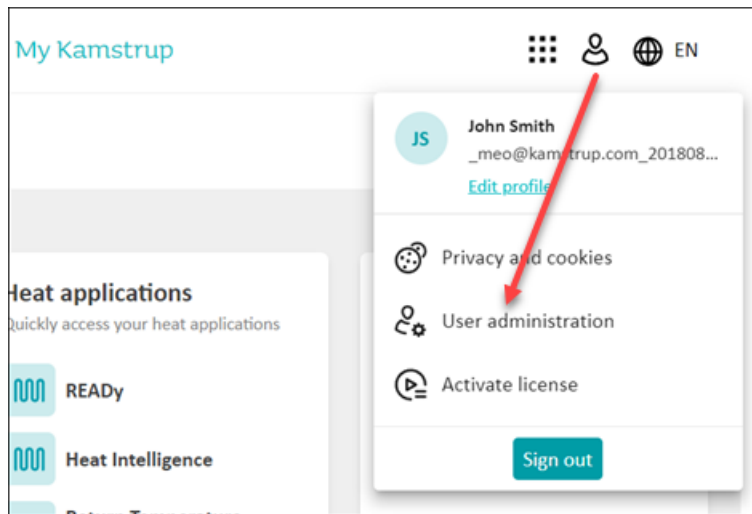 My Kamstrup
EN
JS
John Smith
_meo@kamstrup.com_201808...
Edit profile
Privacy and cookies
User administration
Activate license
Sign out
Heat applications
Quickly access your heat applications
READy
Heat Intelligence